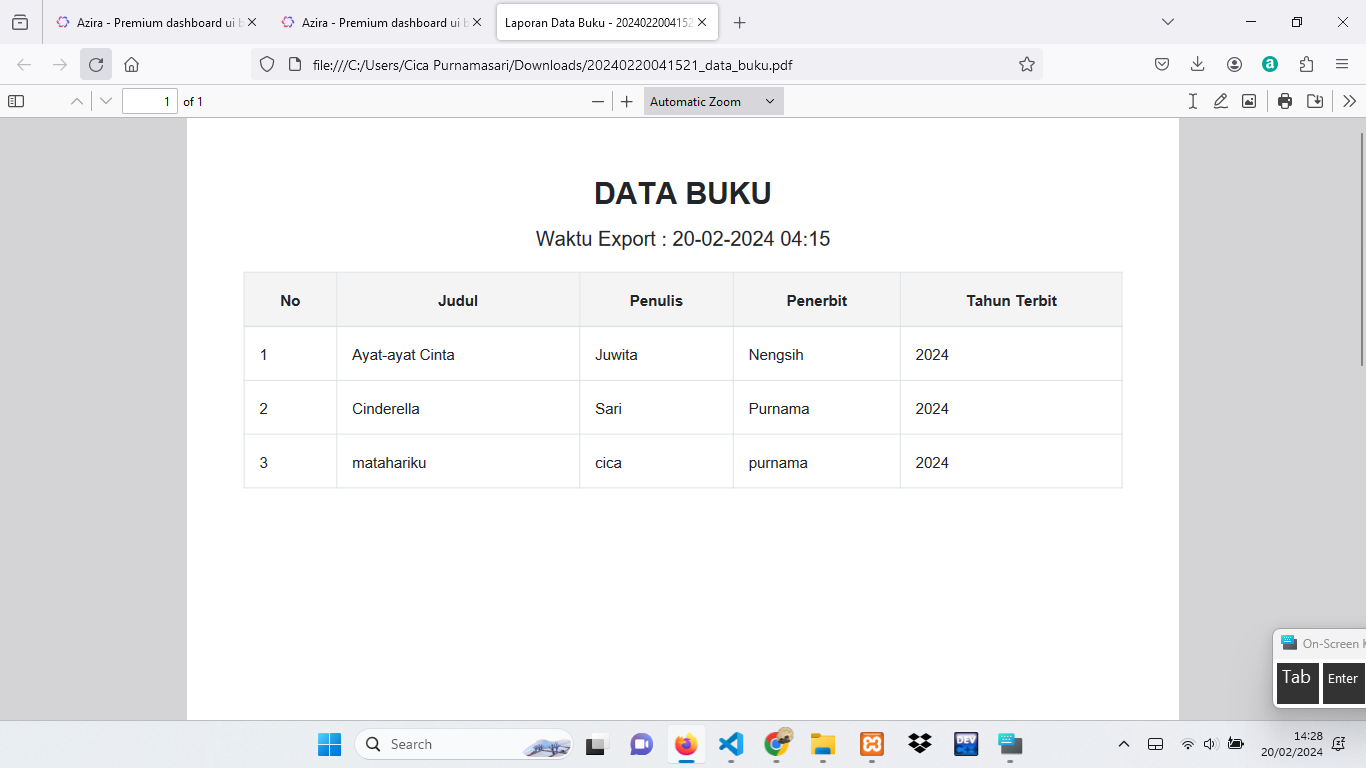 Azira - Premium dashboard ui b
Azira - Premium dashboard ui b
Laporan Data Buku - 2024022004152
file:///C:/Users/Cica Purnamasari/Downloads/20240220041521_data_buku.pdf
a
1 of 1
Automatic Zoom
DATA BUKU
Waktu Export : 20-02-2024 04:15
No Judul Penulis Penerbit Tahun Terbit
1 Ayat-ayat Cinta Juwita Nengsih 2024
2 Cinderella Sari Purnama 2024
3 matahariku cica purnama 2024
On-Screen K
Tab Enter
Search
DEV
14:28
20/02/2024